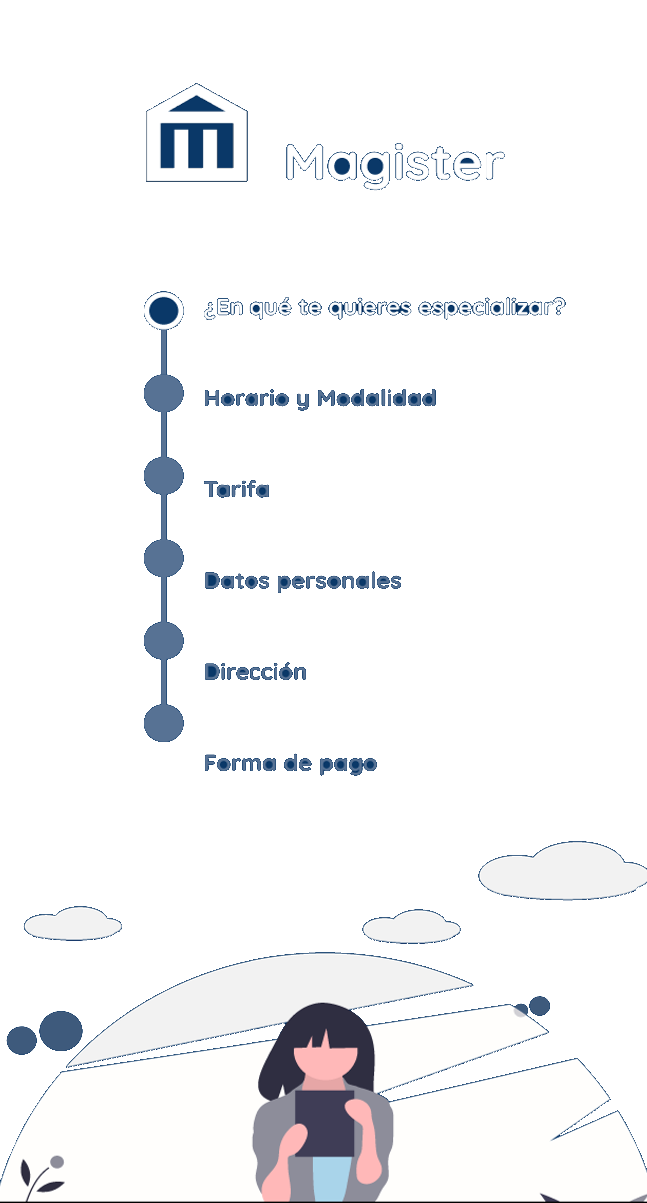 Magister
¿En qué te quieres especializar?
Horario y Modalidad
Tarifa
Datos personales
Dirección
Forma de pago